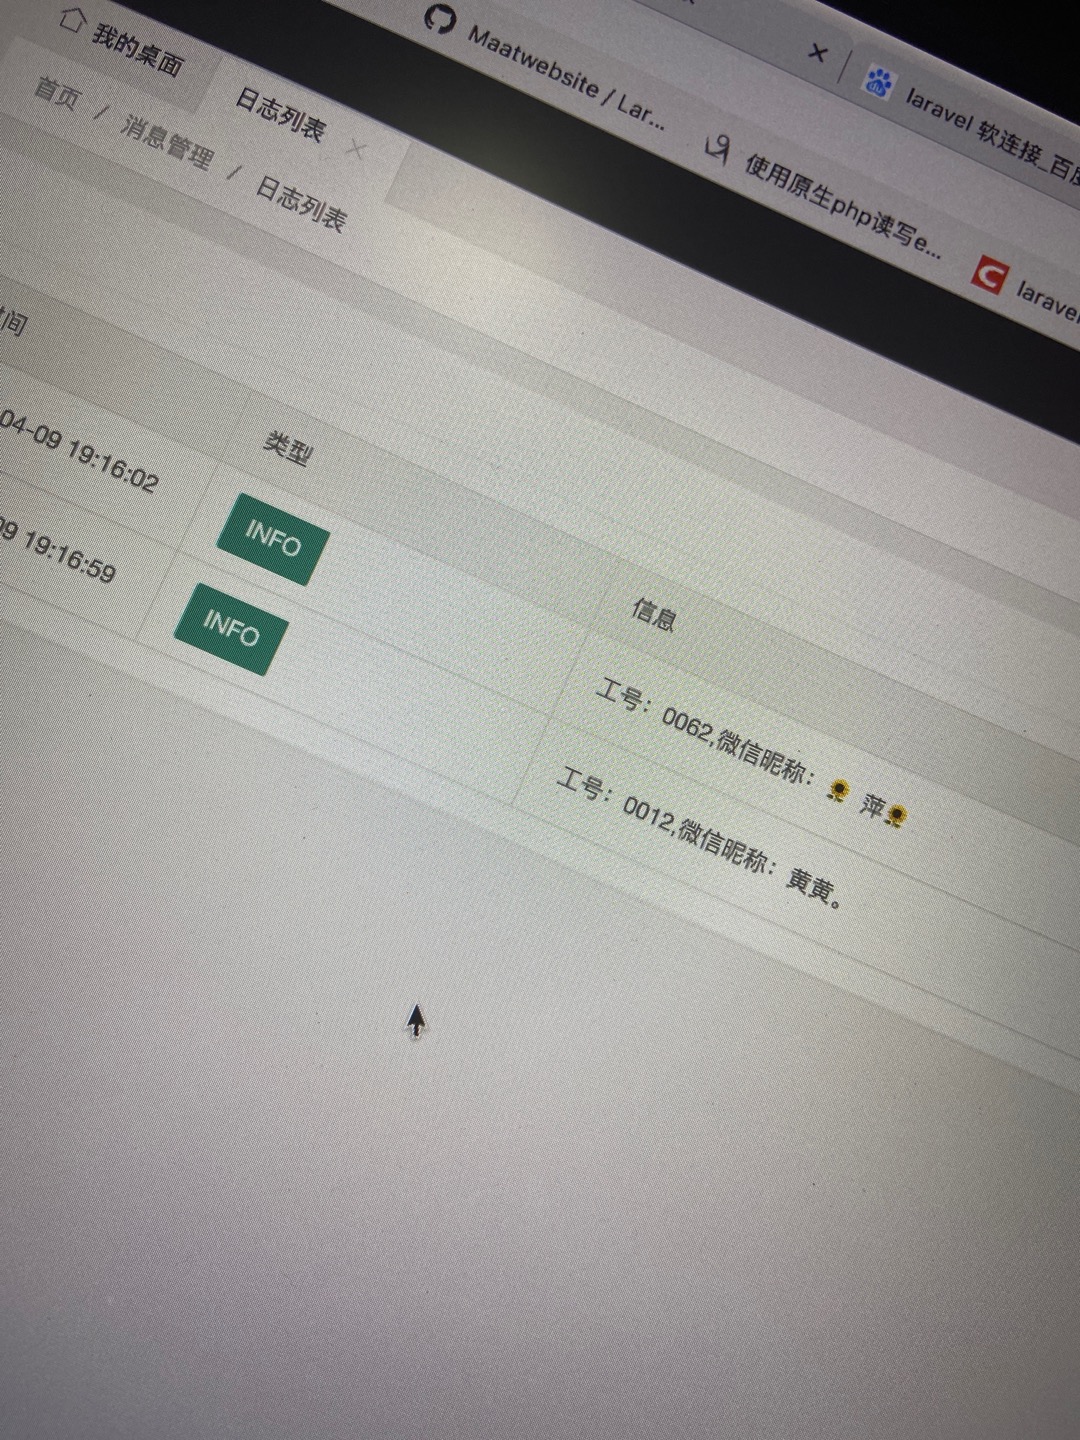 laravel 软连接_百度
Maatwebsite / Lar...
使用原生php读写e...
laravel
我的桌面
日志列表
首页 / 消息管理 / 日志列表
间 类型 信息
04-09 19:16:02 INFO 工号：0062,微信昵称：🌻 萍🌻
09 19:16:59 INFO 工号：0012,微信昵称：黄黄。